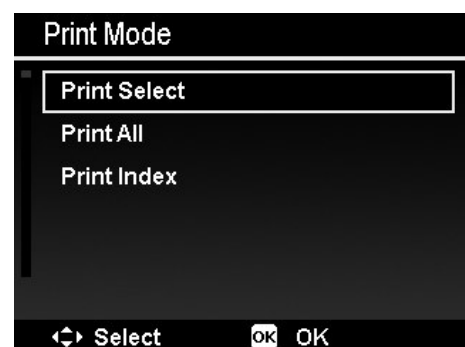 Print Mode
Print Select
Print All
Print Index
Select OK OK